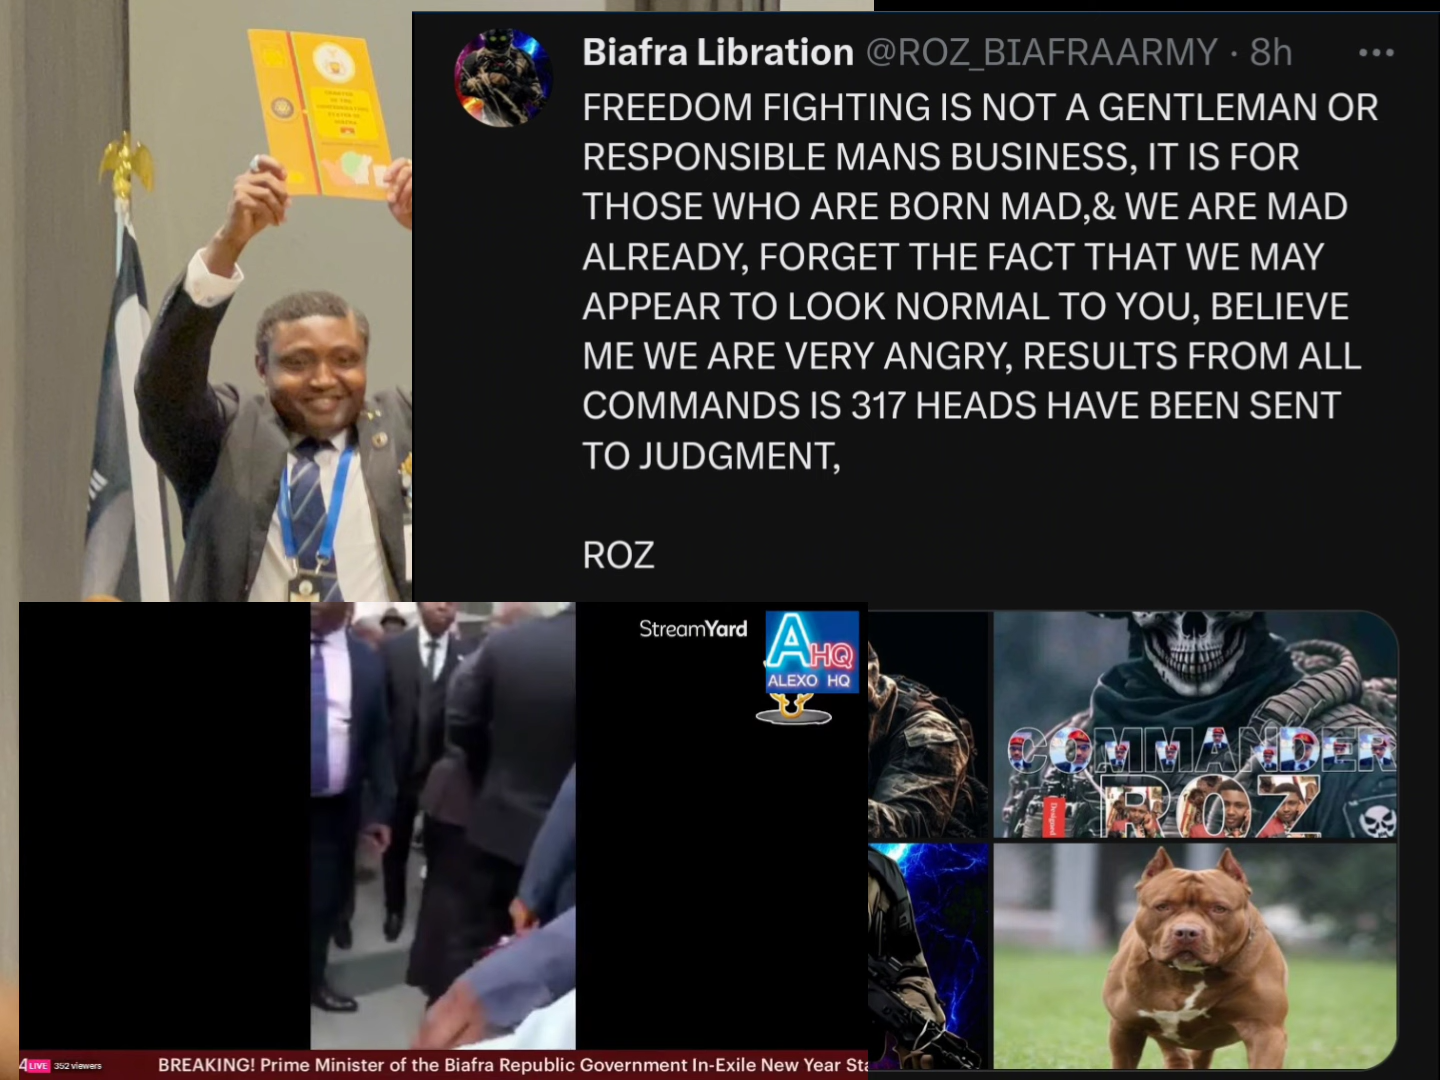 Biafra Libration @ROZ_BIAFRAARMY · 8h
FREEDOM FIGHTING IS NOT A GENTLEMAN OR
RESPONSIBLE MANS BUSINESS, IT IS FOR
THOSE WHO ARE BORN MAD,& WE ARE MAD
ALREADY, FORGET THE FACT THAT WE MAY
APPEAR TO LOOK NORMAL TO YOU, BELIEVE
ME WE ARE VERY ANGRY, RESULTS FROM ALL
COMMANDS IS 317 HEADS HAVE BEEN SENT
TO JUDGMENT,
ROZ
StreamYard
A HQ
ALEXO HQ
COMMANDER
ROZ
Designed
4
LIVE 352 viewers
BREAKING! Prime Minister of the Biafra Republic Government In-Exile New Year Sta